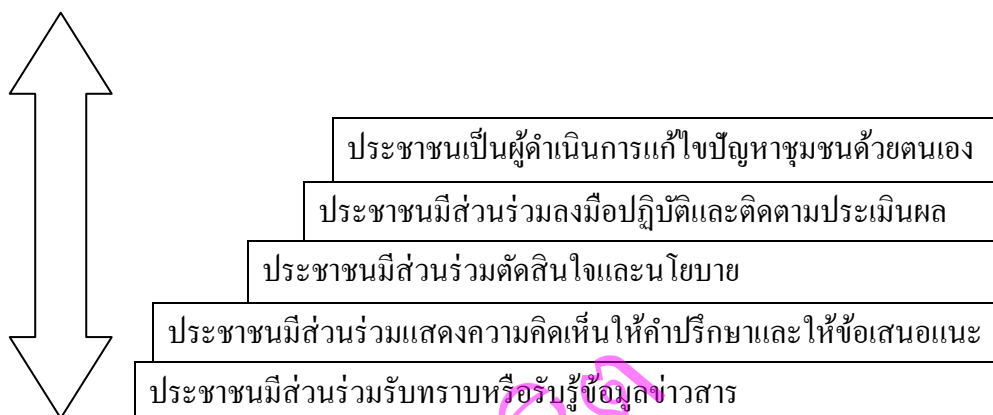 ประชาชนเป็นผู้ดำเนินการแก้ไขปัญหาชุมชนด้วยตนเอง
ประชาชนมีส่วนร่วมลงมือปฏิบัติและติดตามประเมินผล
ประชาชนมีส่วนร่วมตัดสินใจและนโยบาย
ประชาชนมีส่วนร่วมแสดงความคิดเห็นให้คำปรึกษาและให้ข้อเสนอแนะ
ประชาชนมีส่วนร่วมรับทราบหรือรับรู้ข้อมูลข่าวสาร